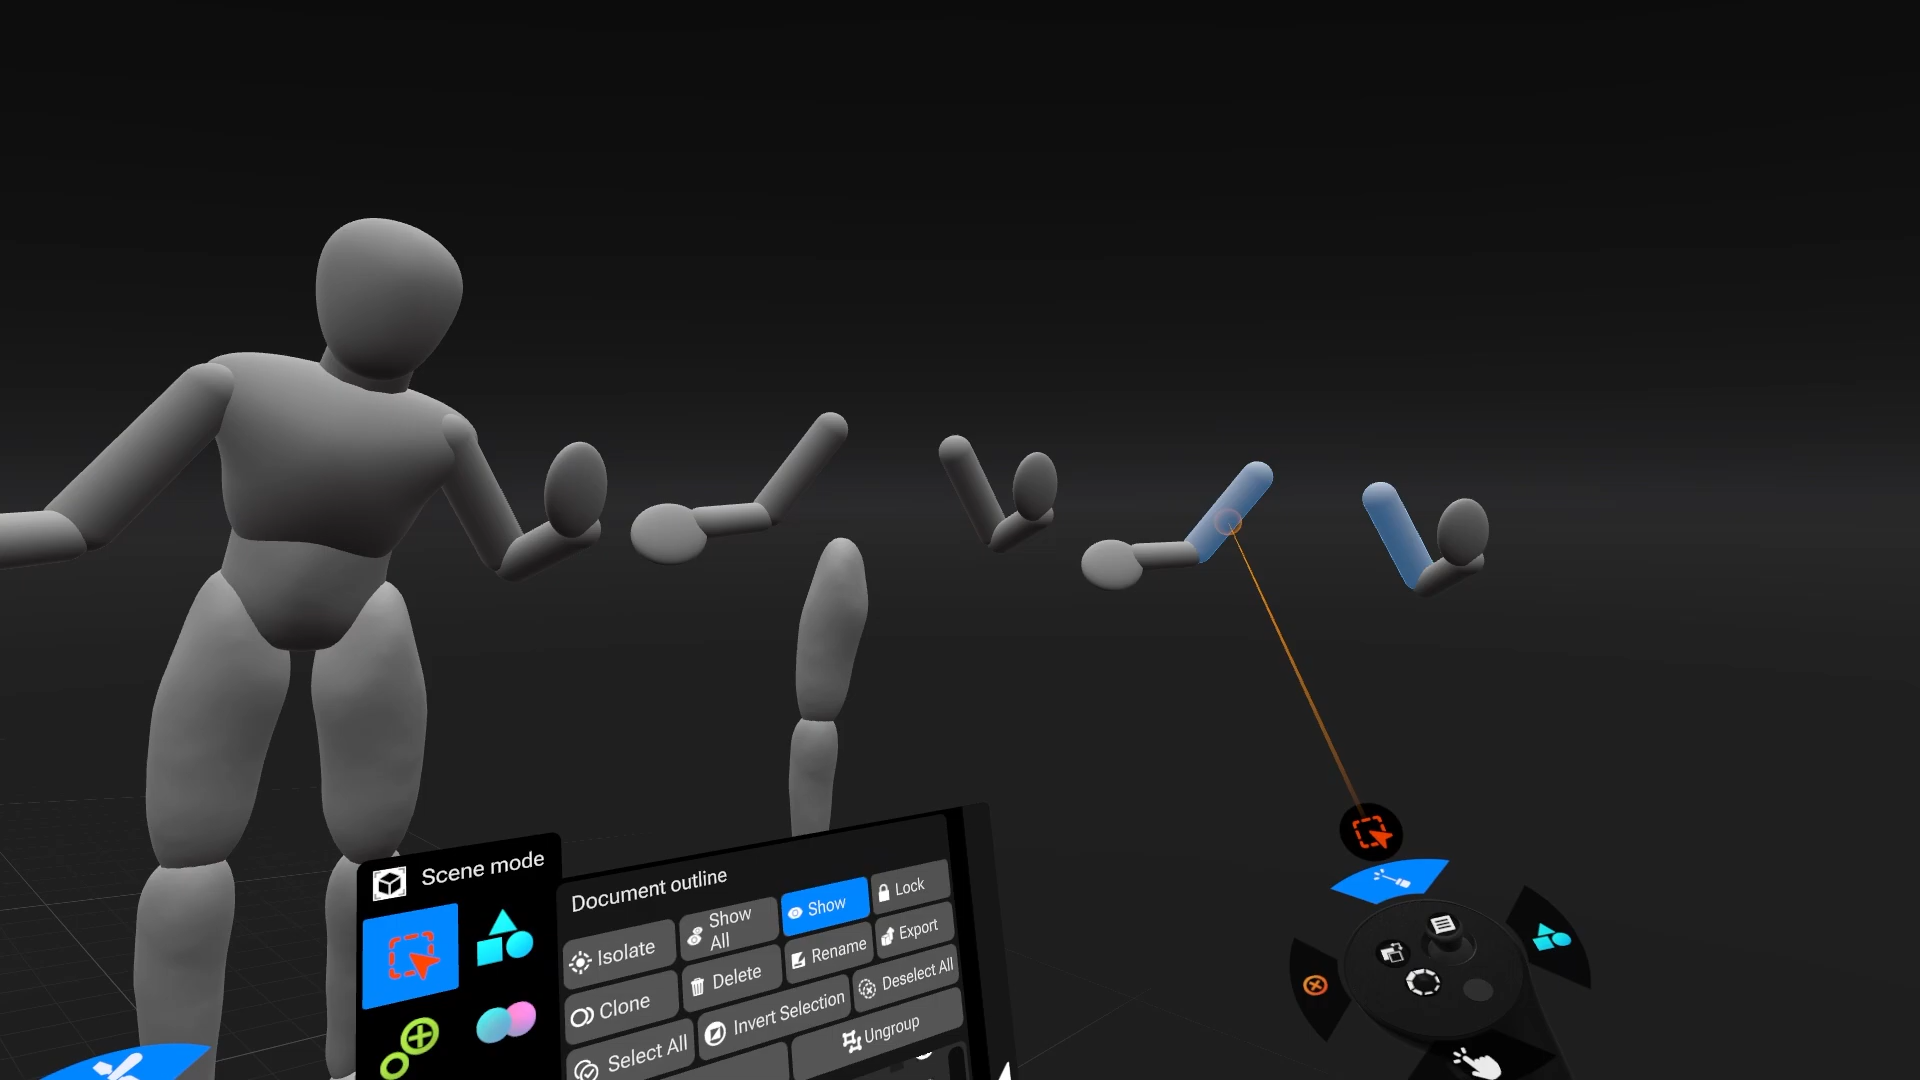 Scene mode
Document outline
Isolate
Show
All
Show
Lock
Clone
Delete
Rename
Export
Select All
Invert Selection
Deselect All
Ungroup